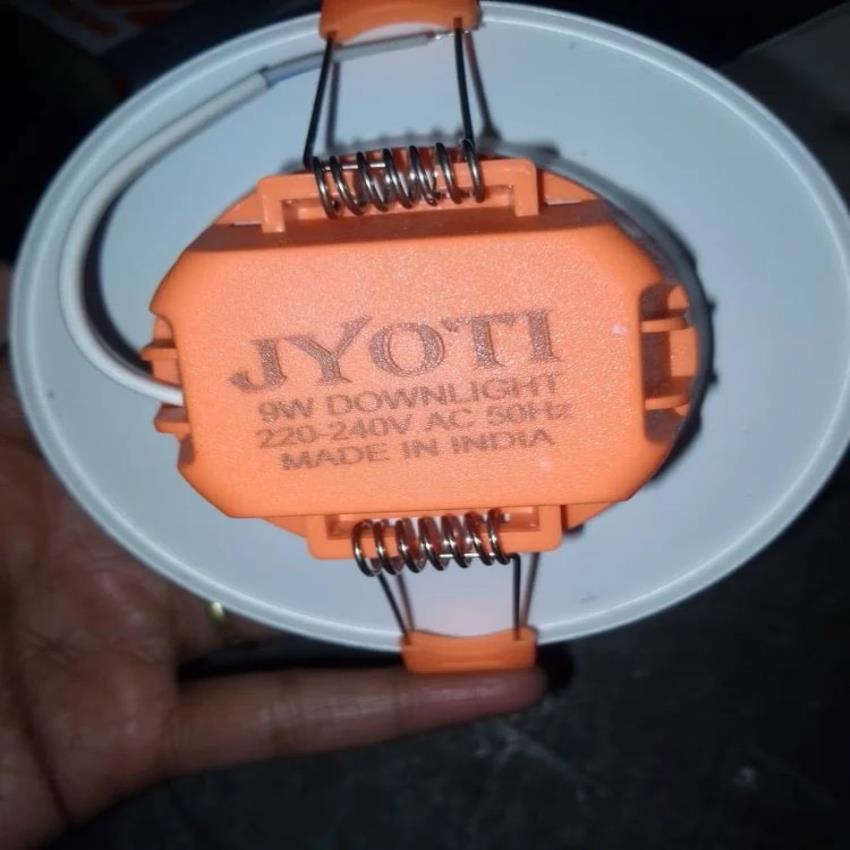 JYOTI
9W DOWNLIGHT
220-240V AC 50Hz
MADE IN INDIA